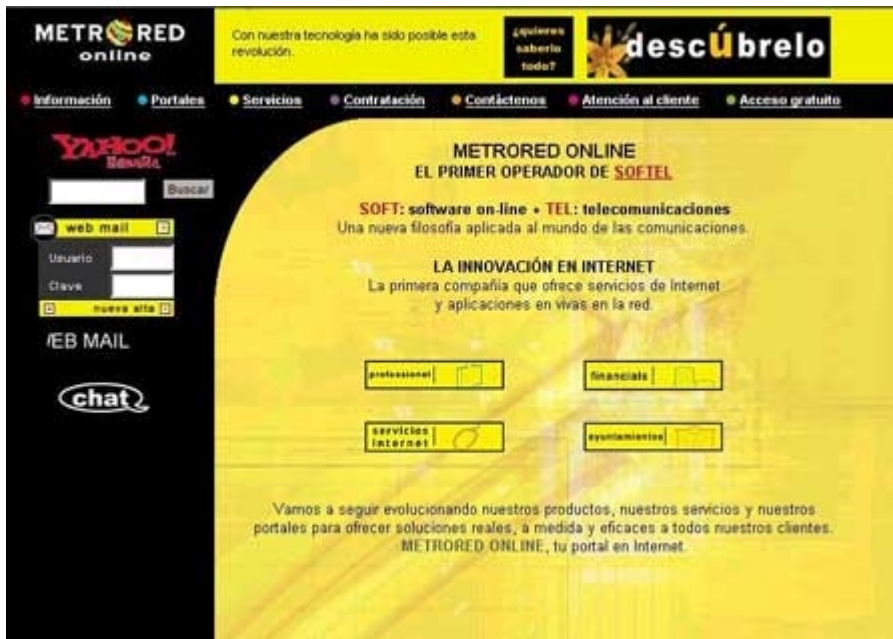 METRORED
online
Con nuestra tecnología ha sido posible esta
revolución.
¿quieres
saberlo
todo?
descÚbrelo
Información
Portales
Servicios
Contratación
Contáctenos
Atención al cliente
Acceso gratuito
YAHOO!
España
Buscar
web mail
Usuario
Clave
nueva alta
EB MAIL
chat
METRORED ONLINE
EL PRIMER OPERADOR DE SOFTEL
SOFT: software on-line + TEL: telecomunicaciones
Una nueva filosofía aplicada al mundo de las comunicaciones.
LA INNOVACIÓN EN INTERNET
La primera compañía que ofrece servicios de Internet
y aplicaciones en vivas en la red.
professional
financials
servicios
internet
ayuntamientos
Vamos a seguir evolucionando nuestros productos, nuestros servicios y nuestros
portales para ofrecer soluciones reales, a medida y eficaces a todos nuestros clientes.
METRORED ONLINE, tu portal en Internet.